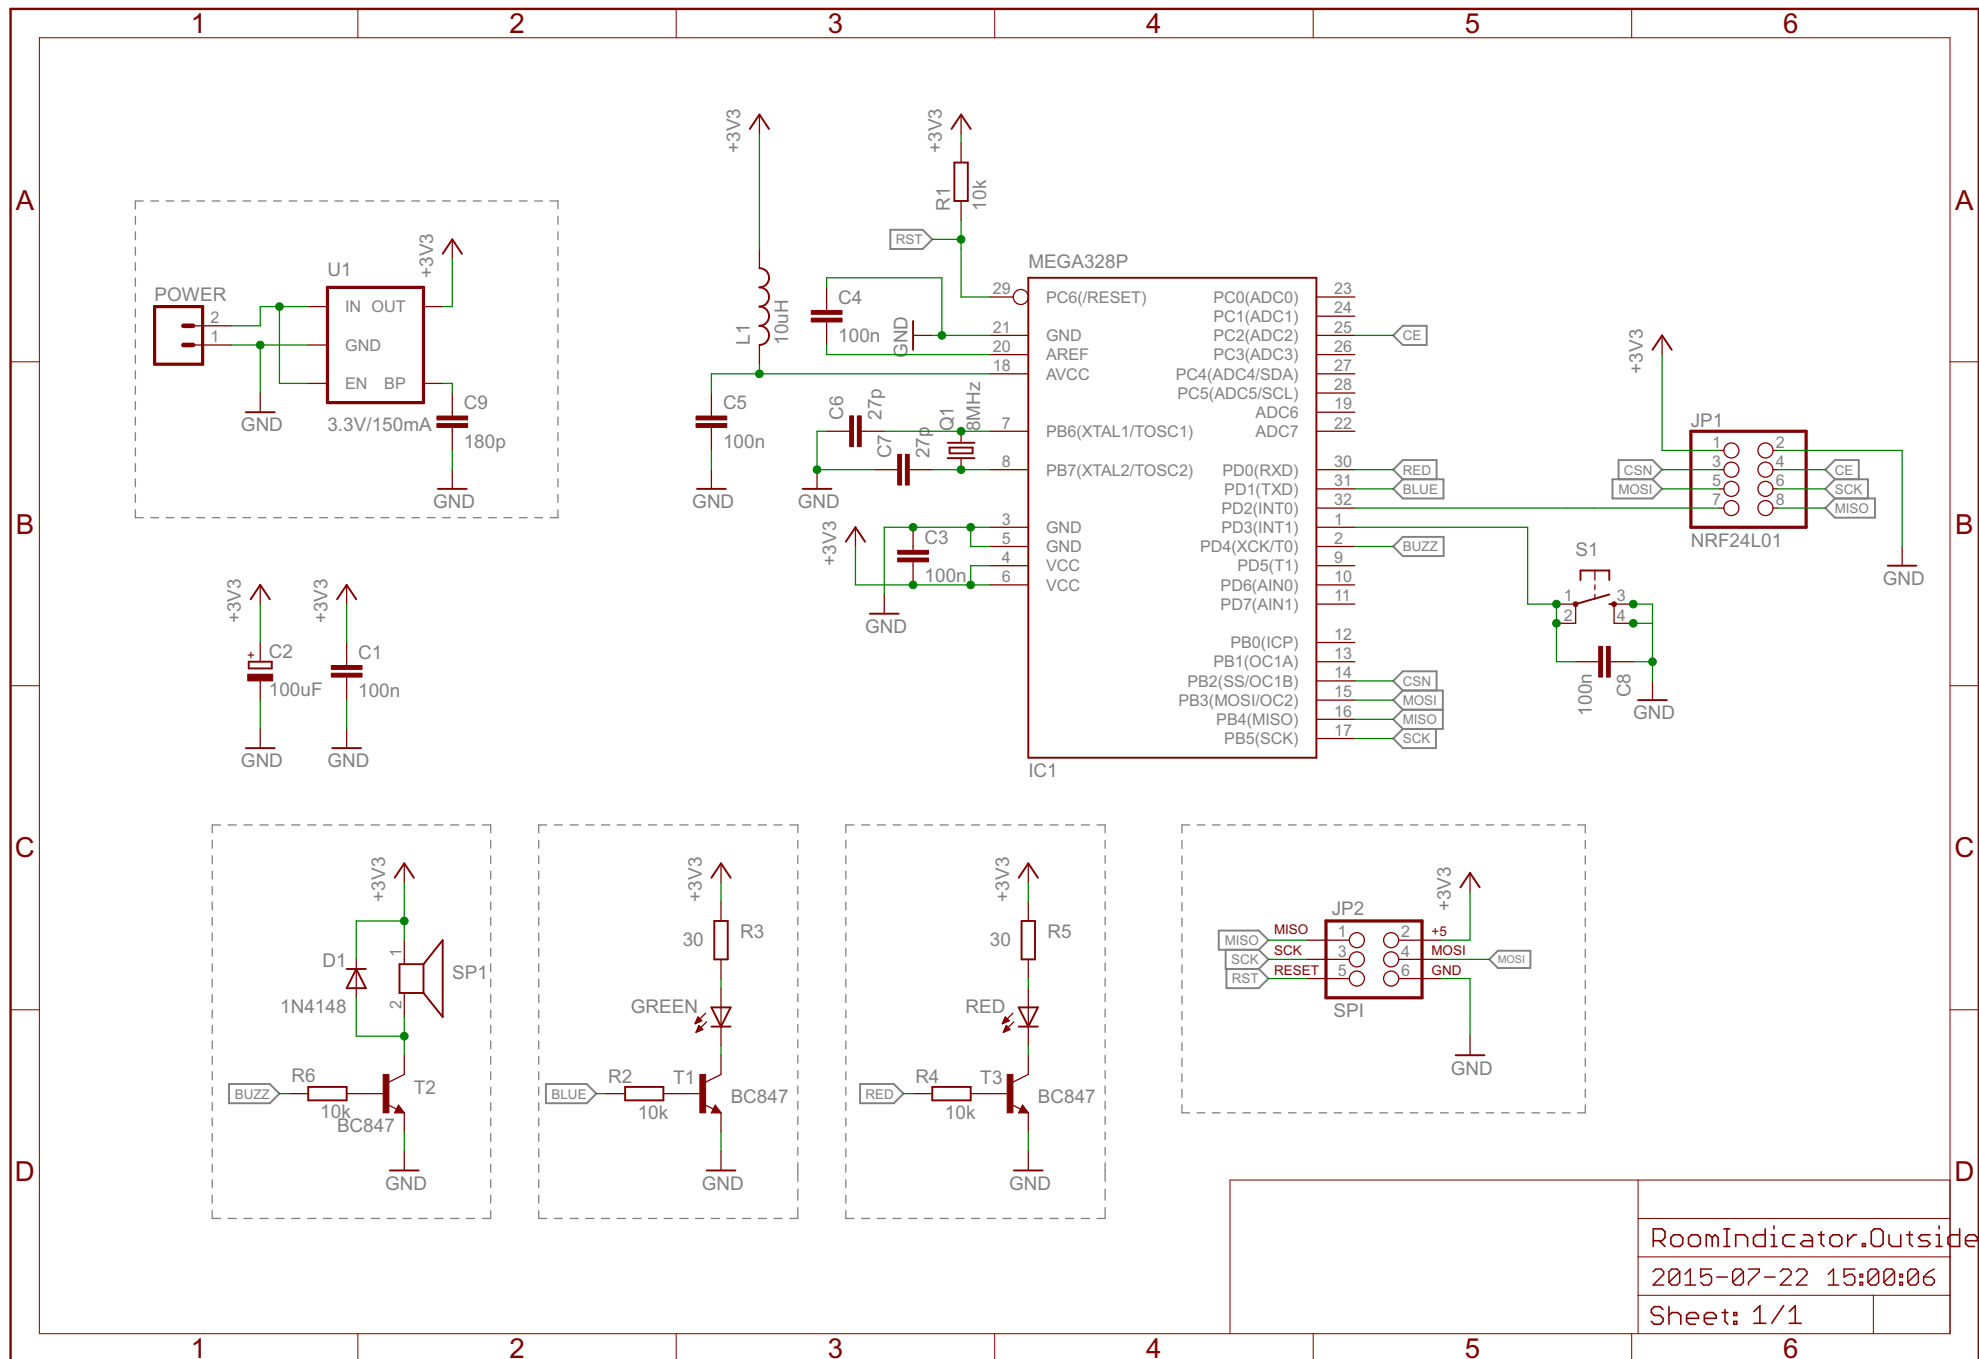 1 2 3 4 5 6
A A
B B
C C
D D
POWER
2
1
U1
IN OUT
GND
EN BP
3.3V/150mA
+3V3
C9
180p
GND
GND
+3V3
C2
+
100uF
GND
+3V3
C1
100n
GND
+3V3
L1
10uH
C5
100n
GND
+3V3
R1
10k
RST
C4
100n
GND
C6
27p
C7
27p
Q1
8MHz
GND
+3V3
C3
100n
GND
MEGA328P
29 PC6(/RESET)
21 GND
20 AREF
18 AVCC
7 PB6(XTAL1/TOSC1)
8 PB7(XTAL2/TOSC2)
3 GND
5 GND
4 VCC
6 VCC
PC0(ADC0) 23
PC1(ADC1) 24
PC2(ADC2) 25 CE
PC3(ADC3) 26
PC4(ADC4/SDA) 27
PC5(ADC5/SCL) 28
ADC6 19
ADC7 22
PD0(RXD) 30 RED
PD1(TXD) 31 BLUE
PD2(INT0) 32
PD3(INT1) 1
PD4(XCK/T0) 2 BUZZ
PD5(T1) 9
PD6(AIN0) 10
PD7(AIN1) 11
PB0(ICP) 12
PB1(OC1A) 13
PB2(SS/OC1B) 14 CSN
PB3(MOSI/OC2) 15 MOSI
PB4(MISO) 16 MISO
PB5(SCK) 17 SCK
IC1
+3V3
JP1
1 2
CSN 3 4 CE
MOSI 5 6 SCK
7 8 MISO
NRF24L01
GND
S1
1 3
2 4
100n
C8
GND
+3V3
D1
1N4148
1
2
SP1
BUZZ
R6
10k
T2
BC847
GND
+3V3
30 R3
GREEN
BLUE
R2
10k
T1
BC847
GND
+3V3
30 R5
RED
RED
R4
10k
T3
BC847
GND
+3V3
JP2
MISO MISO 1 2 +5
SCK SCK 3 4 MOSI MOSI
RST RESET 5 6 GND
SPI
GND
RoomIndicator.Outside
2015-07-22 15:00:06
Sheet: 1/1
1 2 3 4 5 6